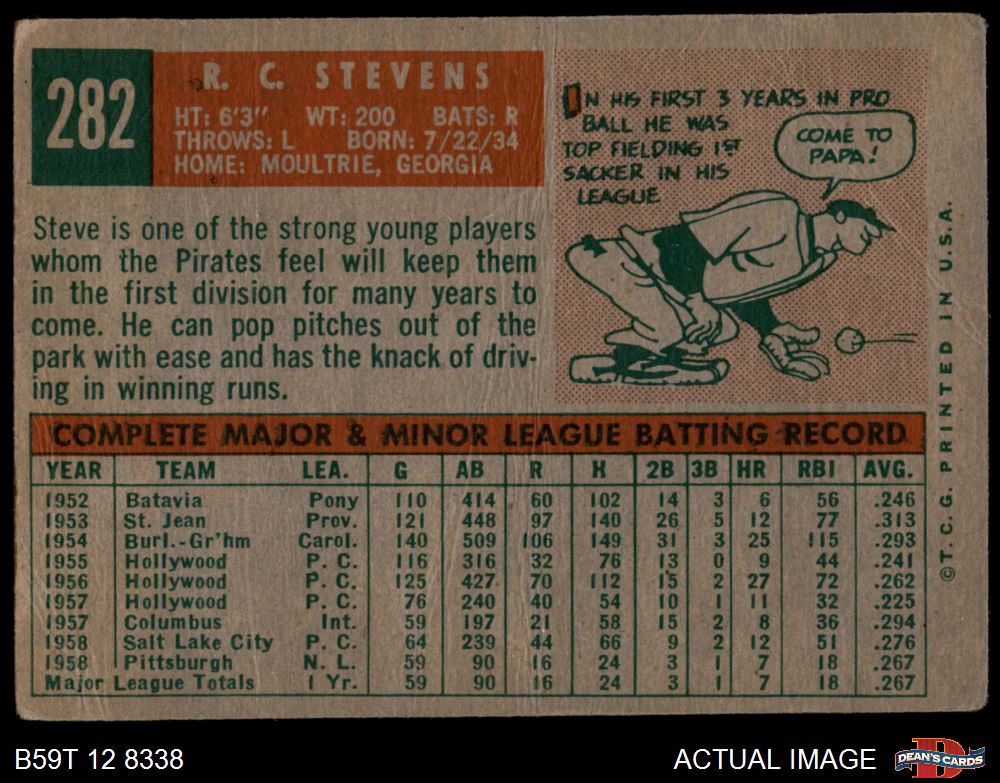 282
R. C. STEVENS
HT: 6'3" WT: 200 BATS: R
THROWS: L BORN: 7/22/34
HOME: MOULTRIE, GEORGIA
IN HIS FIRST 3 YEARS IN PRO
BALL HE WAS
TOP FIELDING 1ST
SACKER IN HIS
LEAGUE
COME TO
PAPA!
Steve is one of the strong young players
whom the Pirates feel will keep them
in the first division for many years to
come. He can pop pitches out of the
park with ease and has the knack of driv-
ing in winning runs.
COMPLETE MAJOR & MINOR LEAGUE BATTING RECORD
YEAR TEAM LEA. G AB R H 2B 3B HR RBI AVG.
1952 Batavia Pony 110 414 60 102 14 3 6 56 .246
1953 St. Jean Prov. 121 448 97 140 26 5 12 77 .313
1954 Burl.-Gr'hm Carol. 140 509 106 149 31 3 25 115 .293
1955 Hollywood P. C. 116 316 32 76 13 0 9 44 .241
1956 Hollywood P. C. 125 427 70 112 15 2 27 72 .262
1957 Hollywood P. C. 76 240 40 54 10 1 11 32 .225
1957 Columbus Int. 59 197 21 58 15 2 8 36 .294
1958 Salt Lake City P. C. 64 239 44 66 9 2 12 51 .276
1958 Pittsburgh N. L. 59 90 16 24 3 1 7 18 .267
Major League Totals 1 Yr. 59 90 16 24 3 1 7 18 .267
©T. C. G. PRINTED IN U.S.A.
B59T 12 8338
ACTUAL IMAGE
D
DEAN'S CARDS